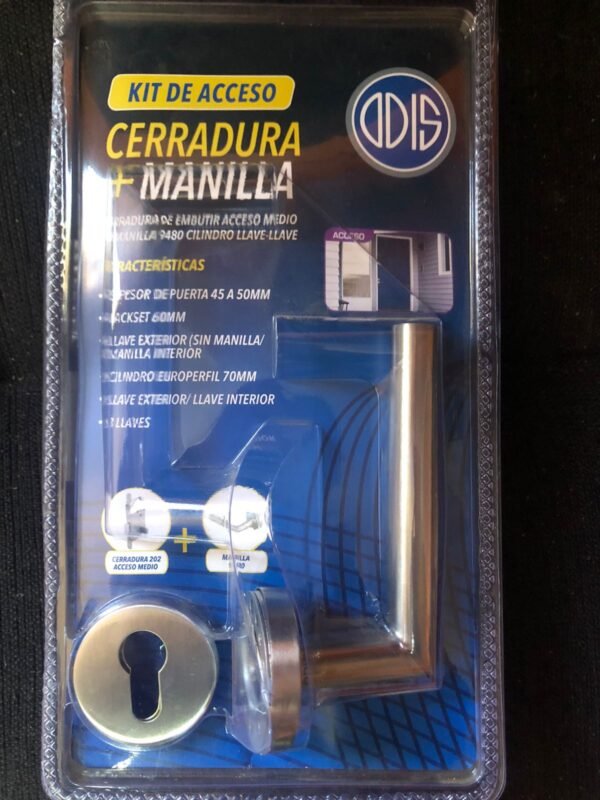 KIT DE ACCESO
ODIS
CERRADURA
+ MANILLA
CERRADURA DE EMBUTIR ACCESO MEDIO
MANILLA 9480 CILINDRO LLAVE-LLAVE
ACCESO
CARACTERÍSTICAS
ESPESOR DE PUERTA 45 A 50MM
BACKSET 60MM
LLAVE EXTERIOR (SIN MANILLA/
MANILLA INTERIOR
CILINDRO EUROPERFIL 70MM
LLAVE EXTERIOR/ LLAVE INTERIOR
LLAVES
CERRADURA 202
ACCESO MEDIO
+
MANILLA
9480